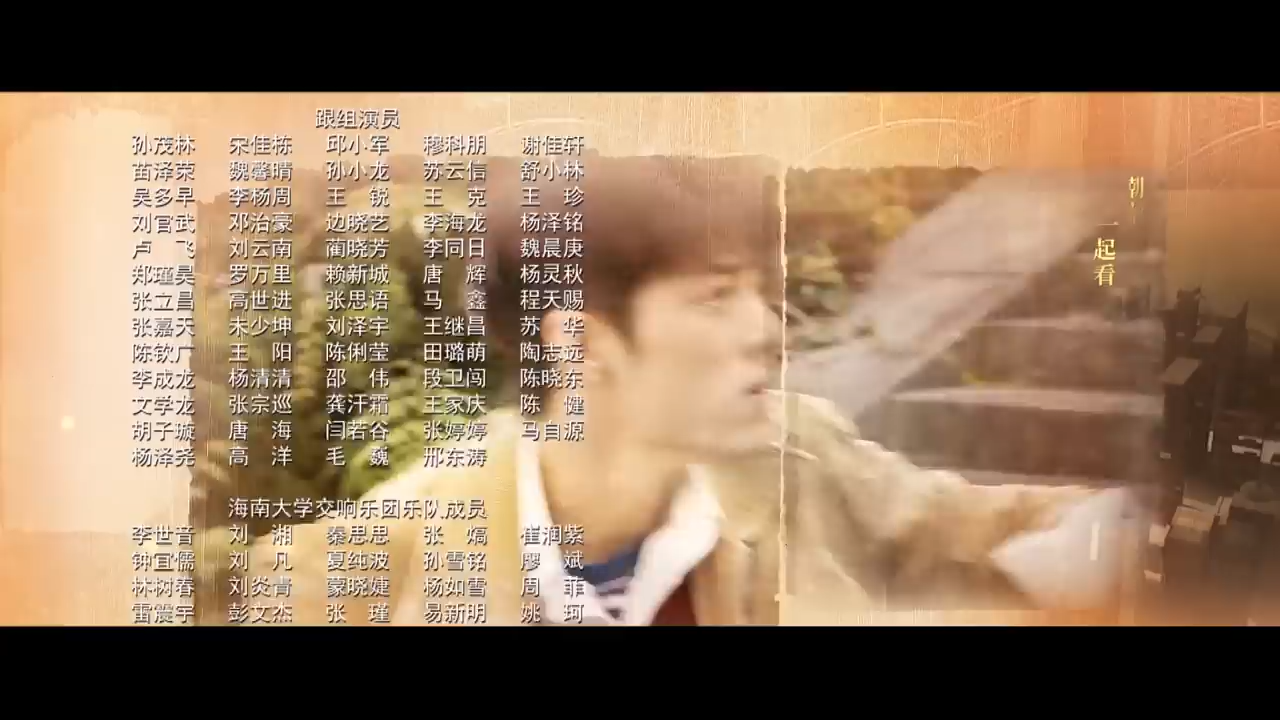 跟组演员
孙茂林 宋佳栋 邱小军 穆科朋 谢佳轩
苗泽荣 魏馨晴 孙小龙 苏云信 舒小林
吴多早 李杨周 王 锐 王 克 王 珍
刘官武 邓治豪 边晓艺 李海龙 杨泽铭
卢 飞 刘云南 蔺晓芳 李同日 魏晨庚
郑瑾昊 罗万里 赖新城 唐 辉 杨灵秋
张立昌 高世进 张思语 马 鑫 程天赐
张嘉天 未少坤 刘泽宇 王继昌 苏 华
陈钦广 王 阳 陈俐莹 田璐萌 陶志远
李成龙 杨清清 邵 伟 段卫闯 陈晓东
文学龙 张宗巡 龚汗霜 王家庆 陈 健
胡子璇 唐 海 闫若谷 张婷婷 马自源
杨泽尧 高 洋 毛 巍 邢东涛
海南大学交响乐团乐队成员
李世音 刘 湘 秦思思 张 熇 崔润紫
钟宜儒 刘 凡 夏纯波 孙雪铭 廖 斌
林树春 刘炎青 蒙晓婕 杨如雪 周 菲
雷震宇 彭文杰 张 瑾 易新明 姚 珂
朝
一起看